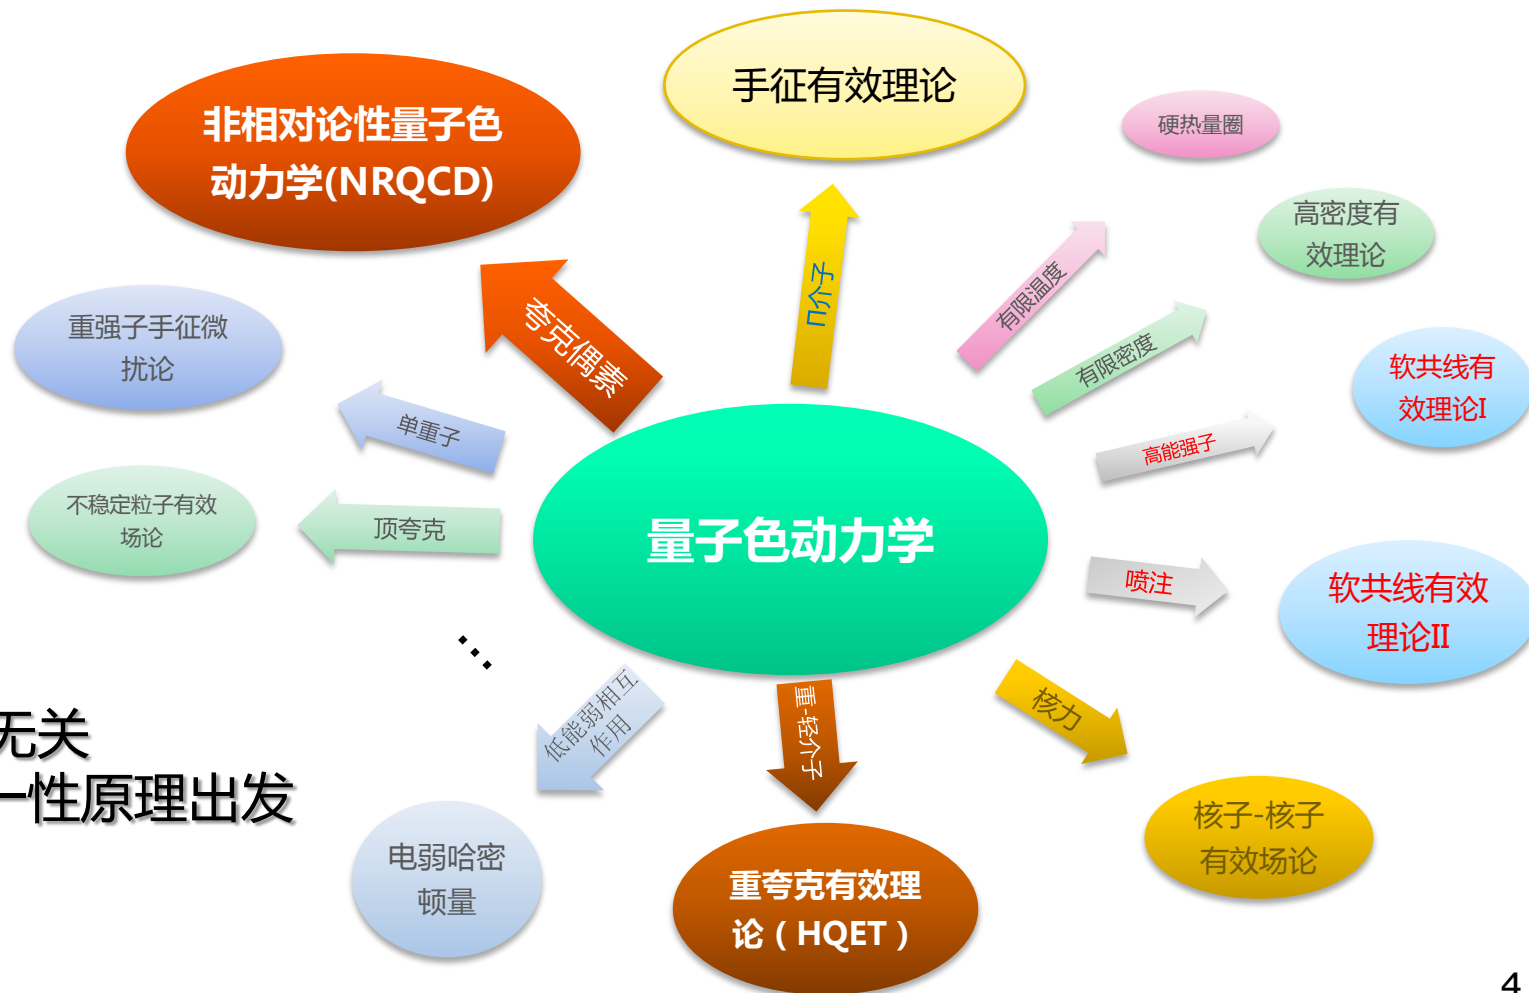 手征有效理论
非相对论性量子色
动力学(NRQCD)
硬热量圈
高密度有
效理论
Π介子
有限温度
夸克偶素
重强子手征微
扰论
有限密度
软共线有
效理论I
单重子
高能强子
不稳定粒子有效
场论
顶夸克
量子色动力学
喷注
软共线有效
理论II
...
低能弱相互
作用
重-轻介子
核力
无关
一性原理出发
核子-核子
有效场论
电弱哈密
顿量
重夸克有效理
论（HQET）
4